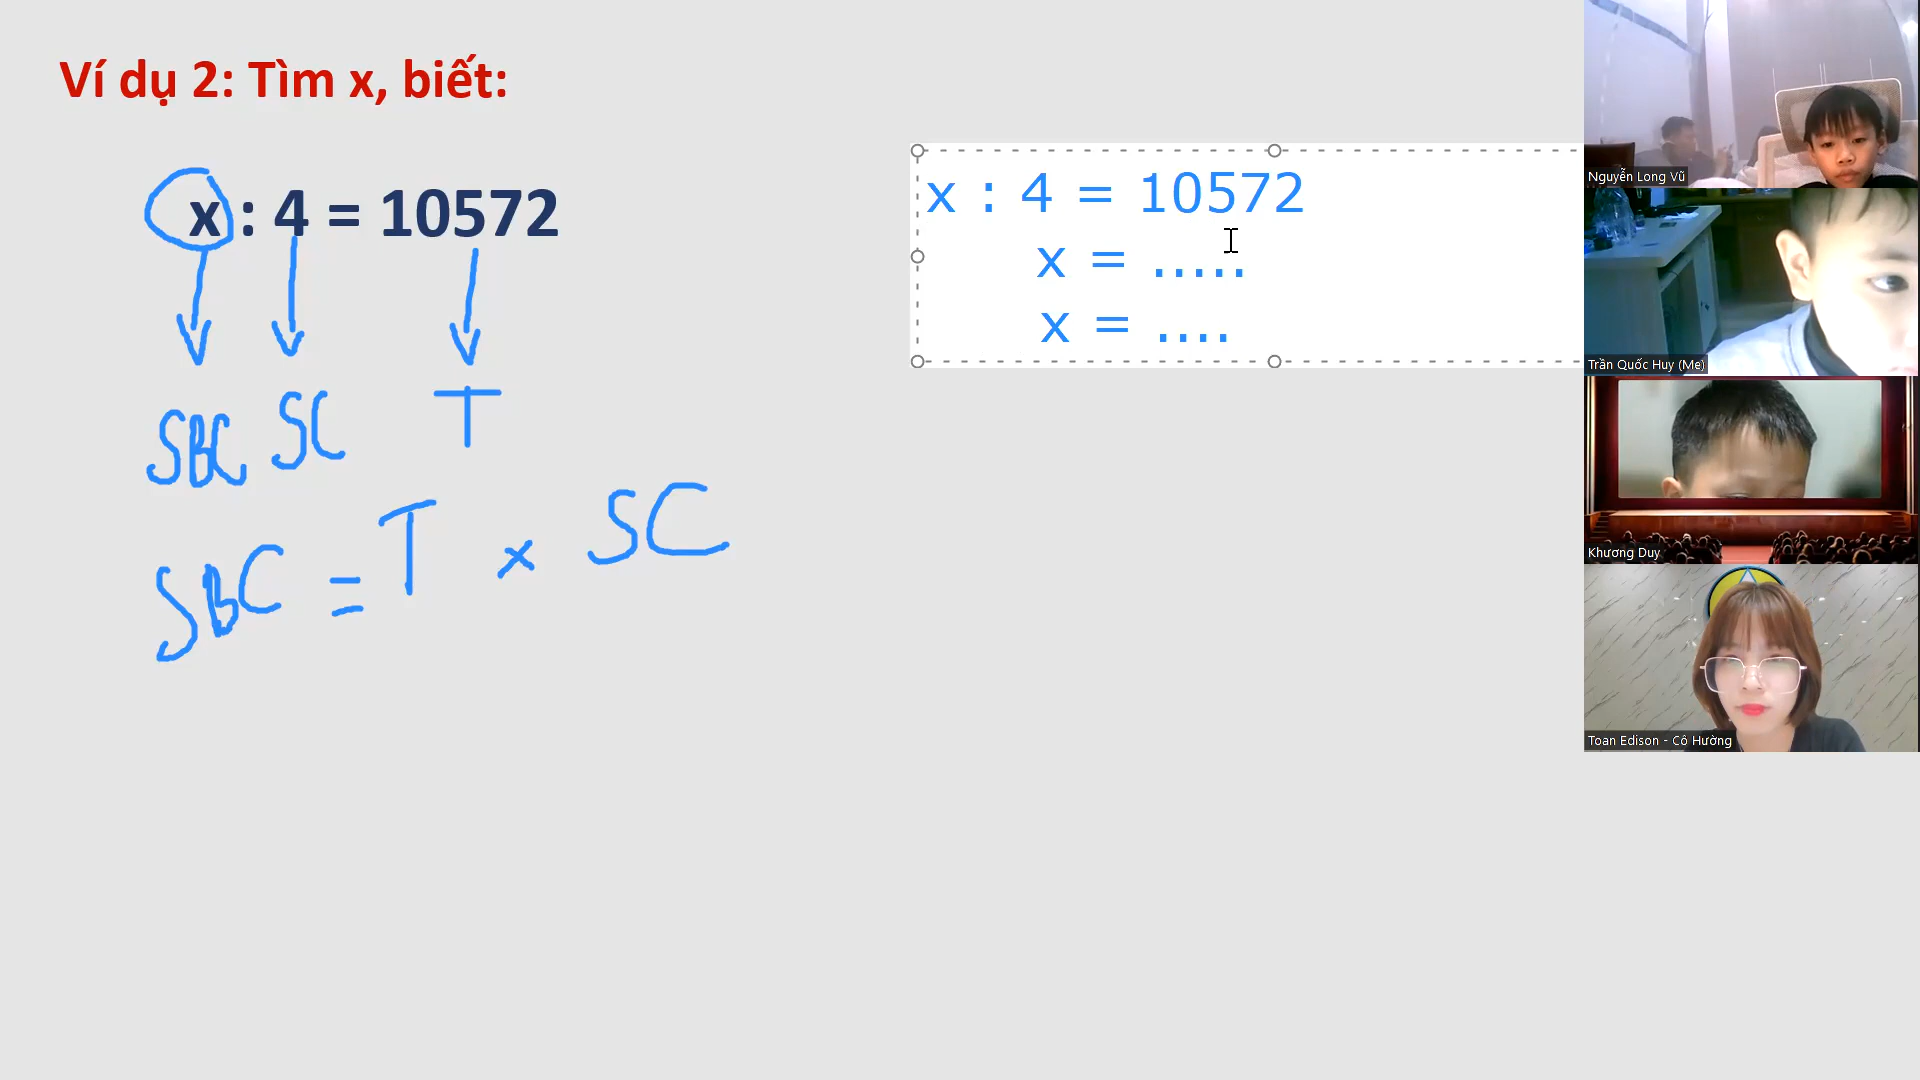 Ví dụ 2: Tìm x, biết:
x : 4 = 10572
SBC SC T
SBC = T x SC
x : 4 = 10572
x = .....
x = ....
Nguyễn Long Vũ
Trần Quốc Huy (Me)
Khương Duy
Toan Edison - Cô Hường